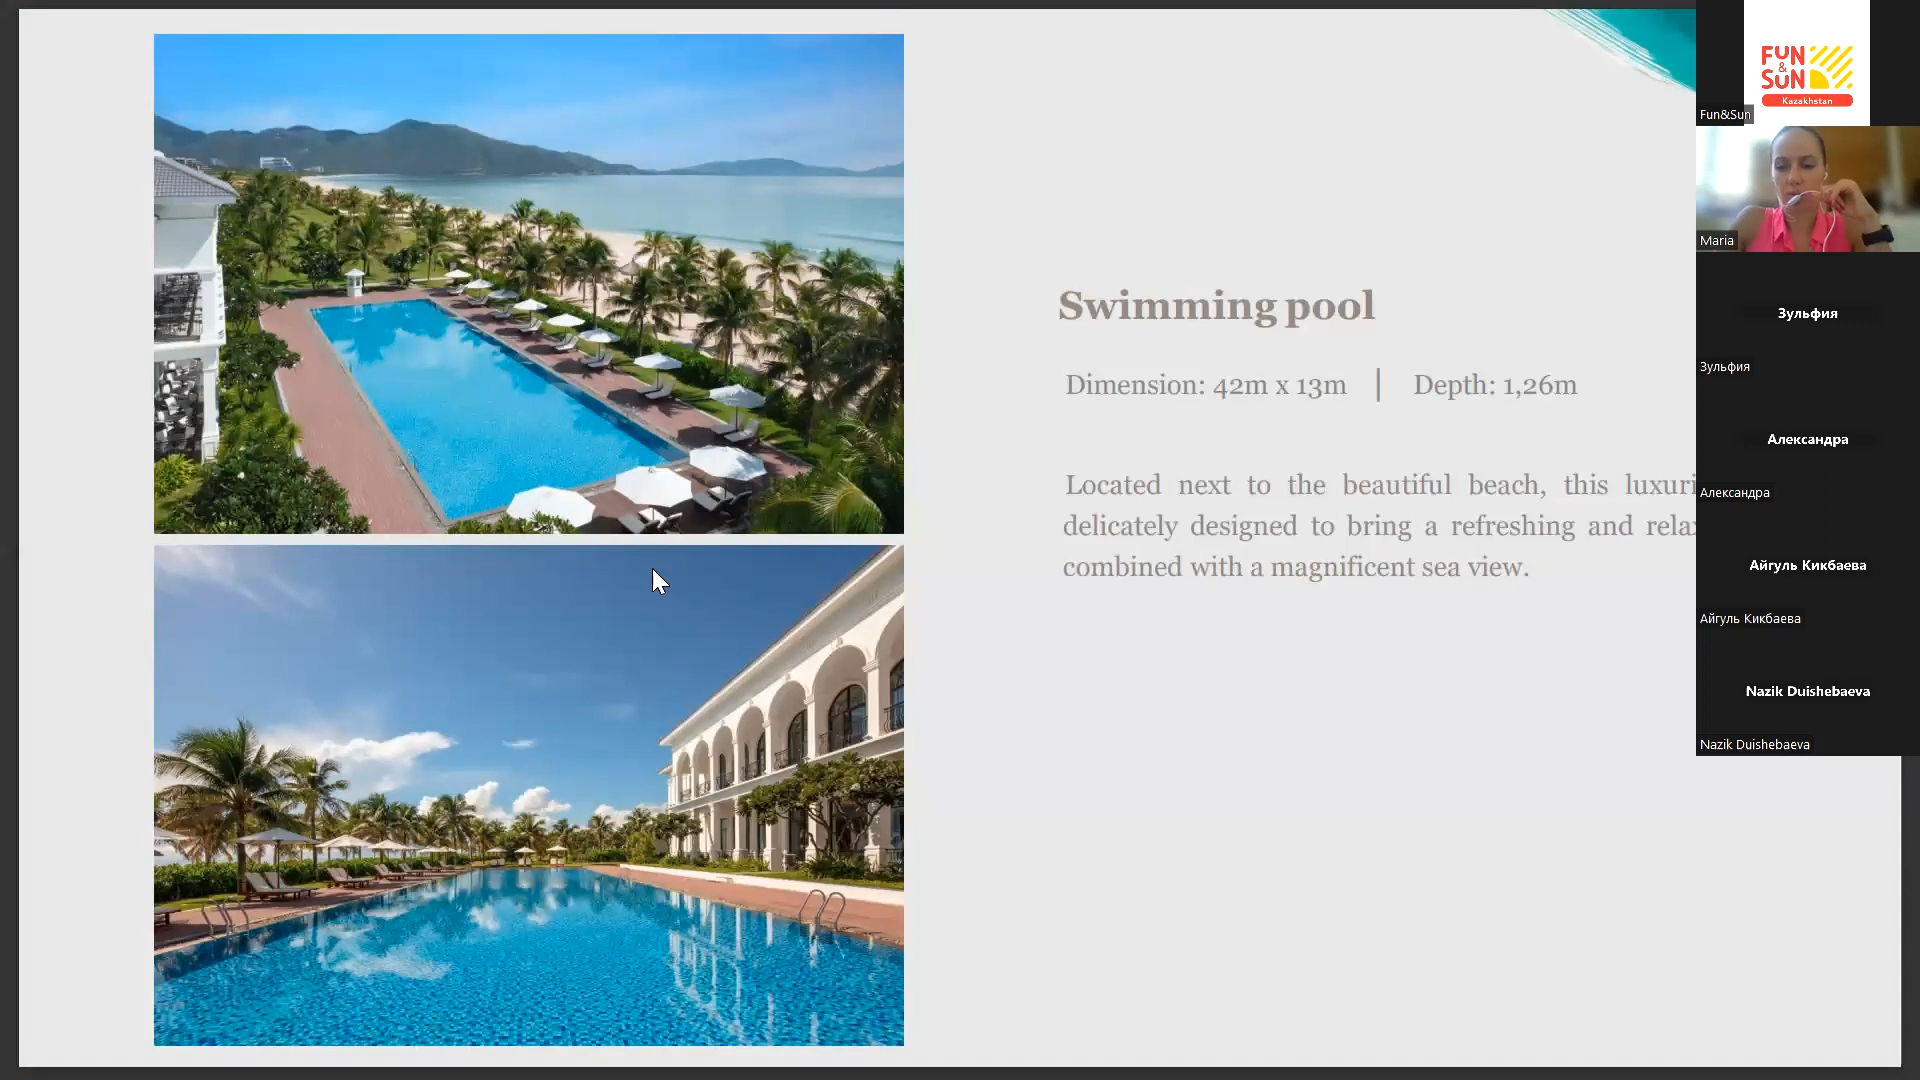 Swimming pool
Dimension: 42m x 13m | Depth: 1,26m
Located next to the beautiful beach, this
delicately designed to bring a refreshing and
combined with a magnificent sea view.
FUN
&
SUN
Kazakhstan
Fun&Sun
Maria
Зульфия
Зульфия
Александра
Александра
Айгуль Кикбаева
Айгуль Кикбаева
Nazik Duishebaeva
Nazik Duishebaeva